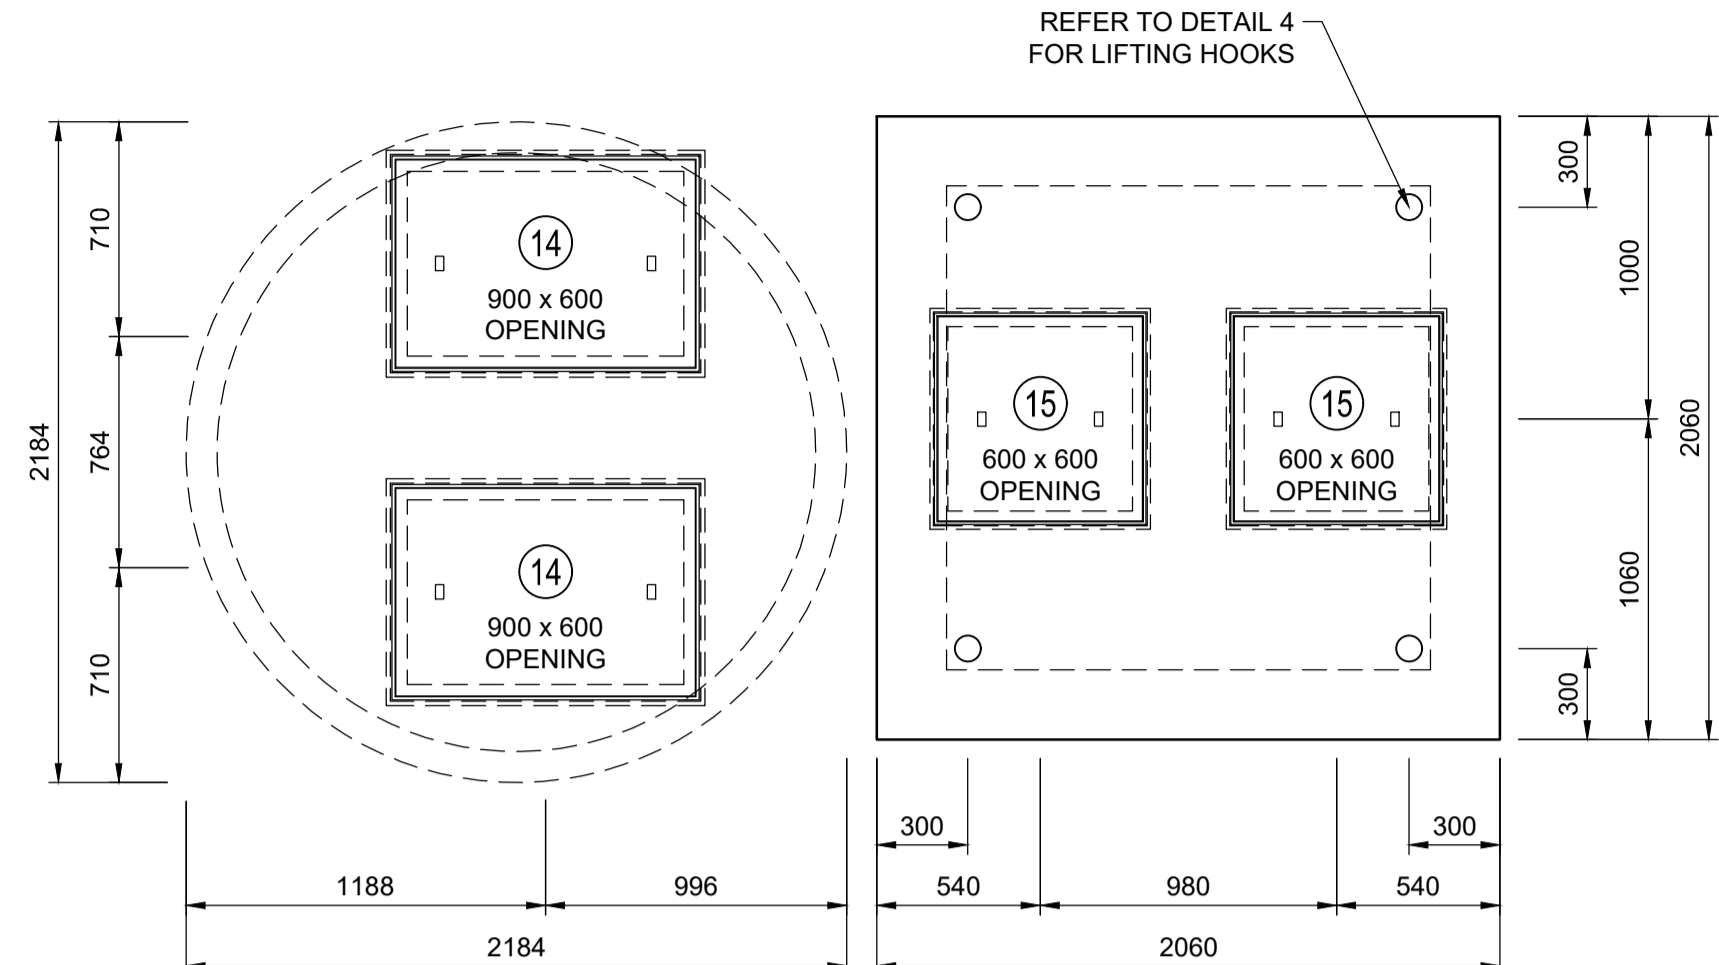 REFER TO DETAIL 4
FOR LIFTING HOOKS
2184
710
764
710
14
900 x 600
OPENING
14
900 x 600
OPENING
1188
996
2184
15
600 x 600
OPENING
15
600 x 600
OPENING
300
1000
2060
1060
300
300
300
540
980
540
2060